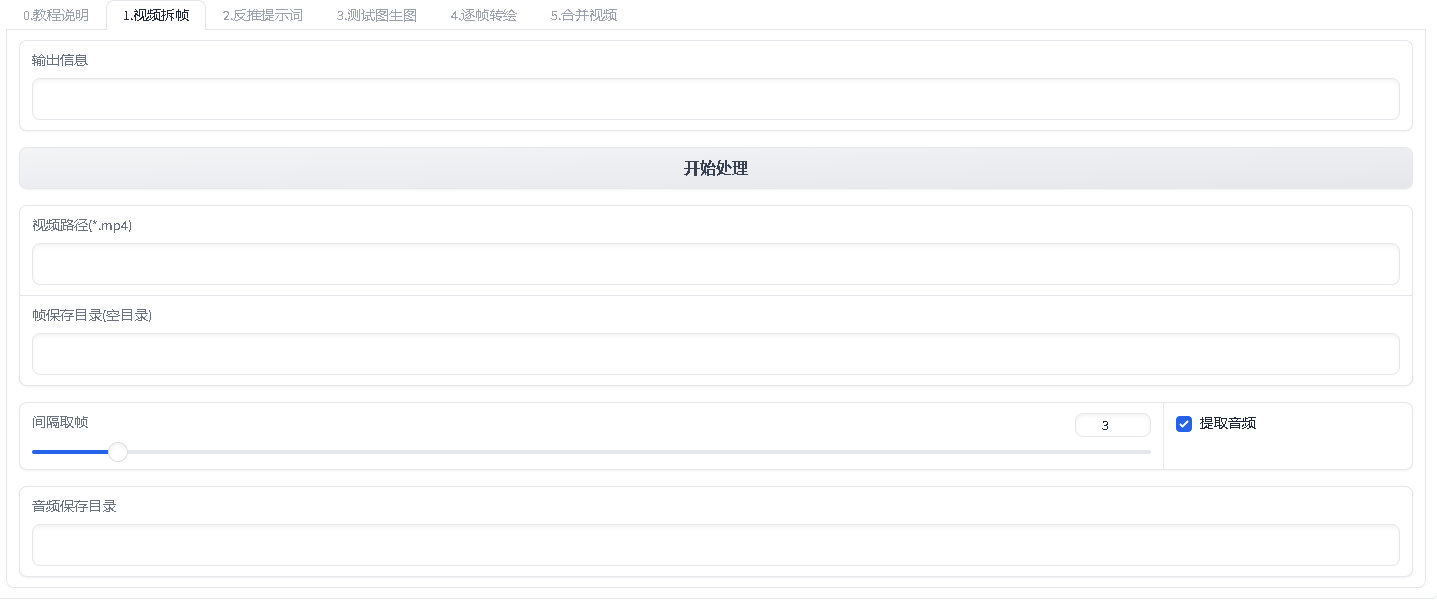 0.教程说明 1.视频拆帧 2.反推提示词 3.测试图生图 4.逐帧转绘 5.合并视频
输出信息
开始处理
视频路径(*.mp4)
帧保存目录(空目录)
间隔取帧 3 提取音频
音频保存目录